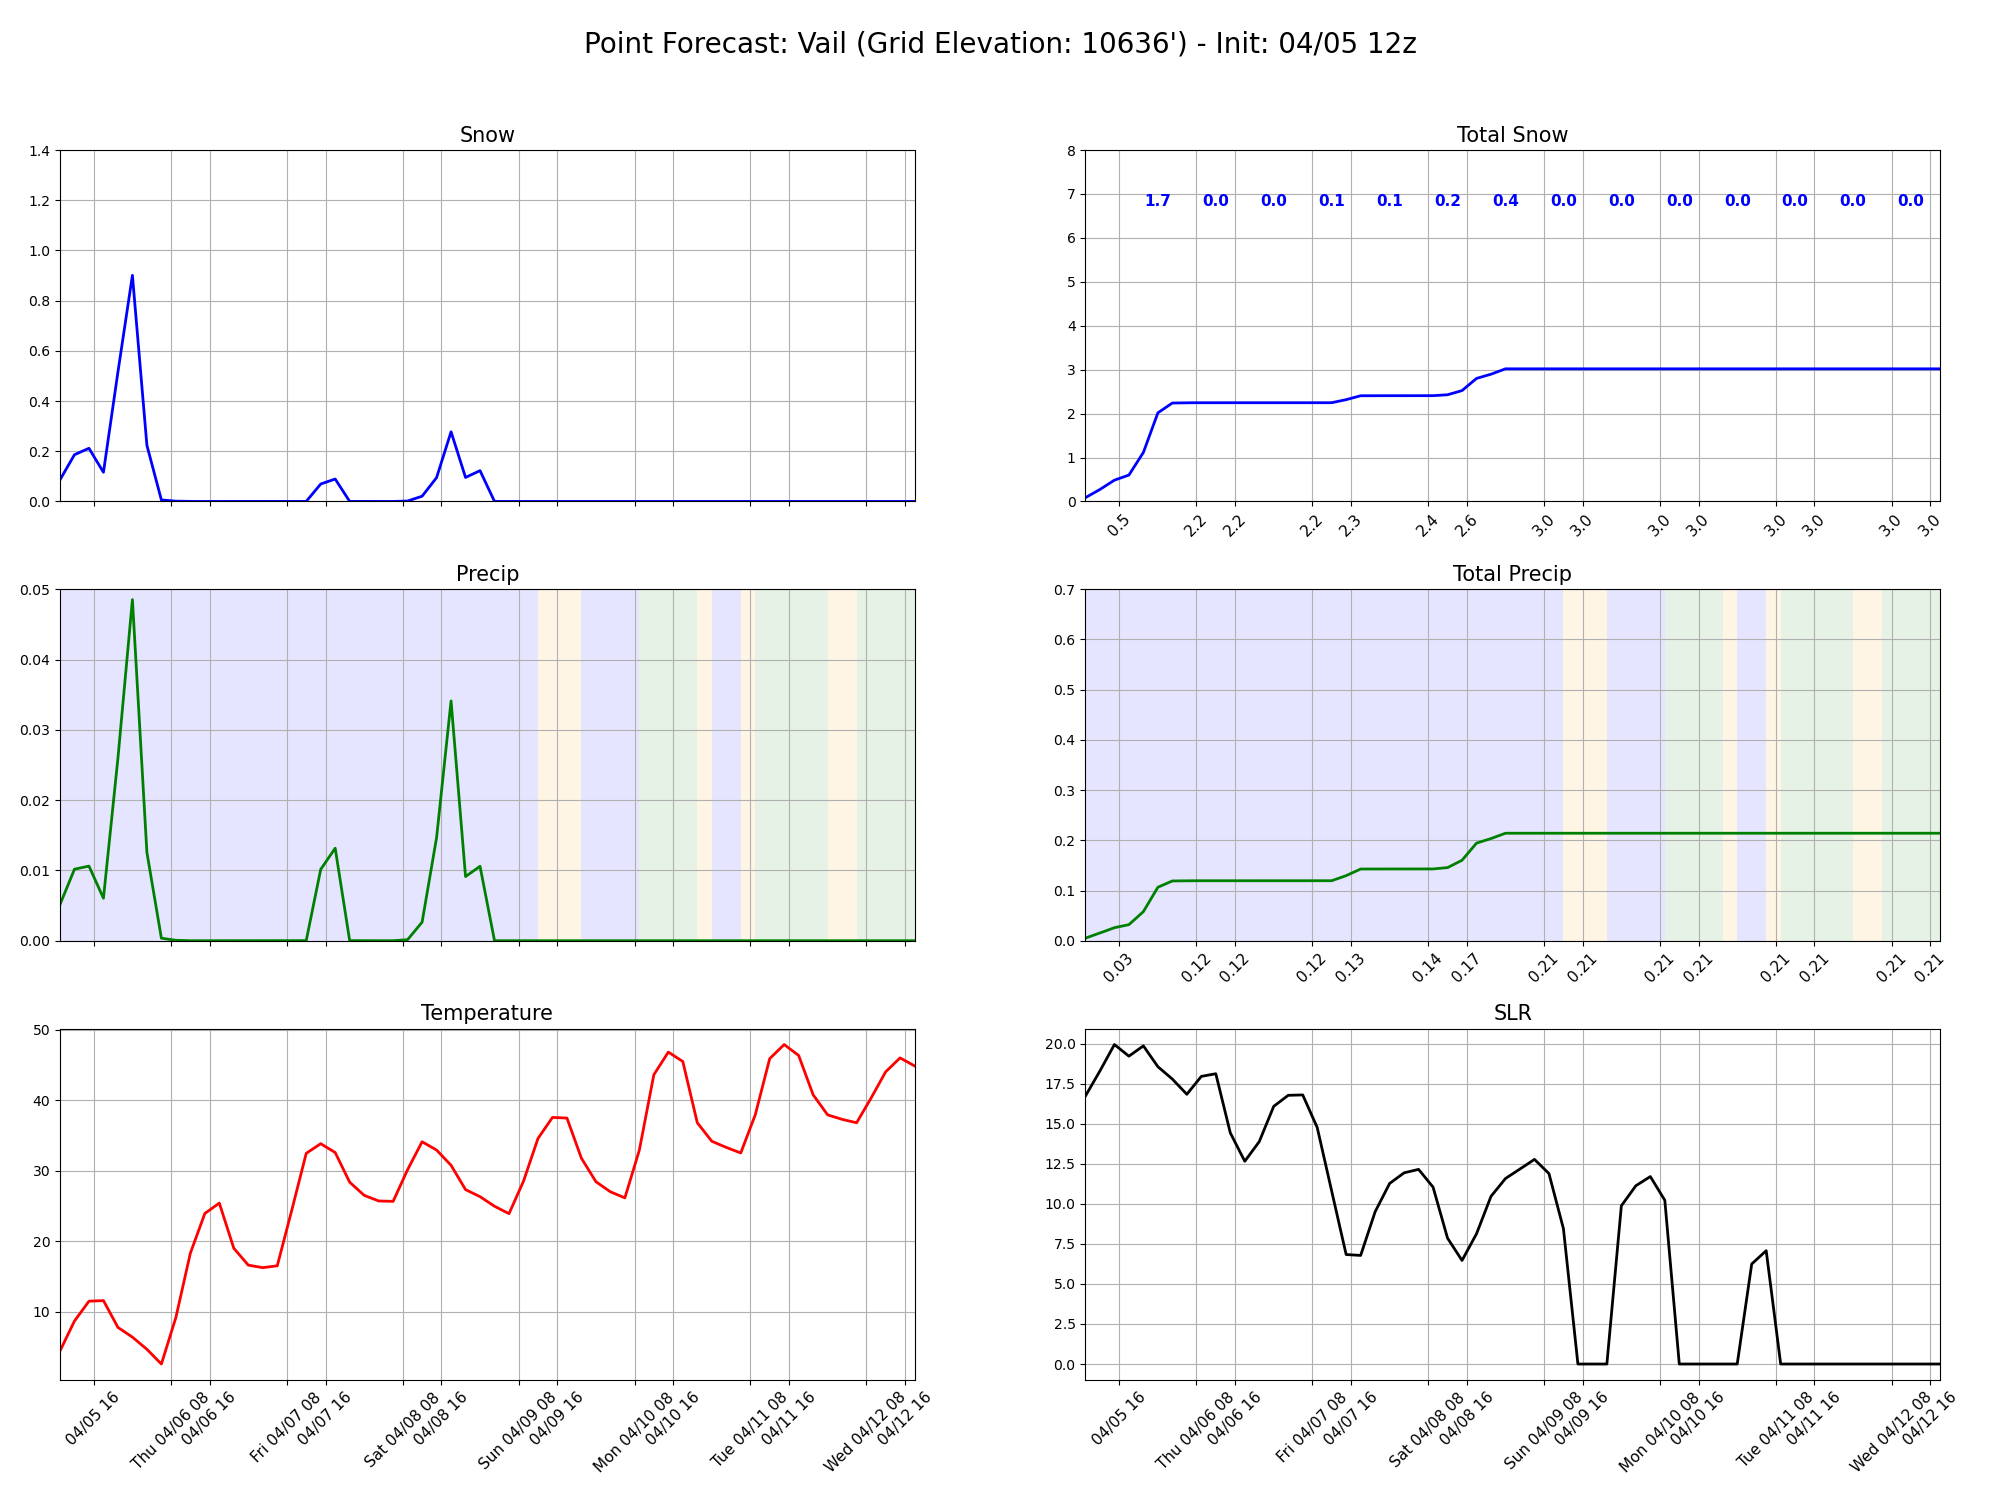 Point Forecast: Vail (Grid Elevation: 10636') - Init: 04/05 12z
Snow
1.4
1.2
1.0
0.8
0.6
0.4
0.2
0.0
Total Snow
8
7
6
5
4
3
2
1
0
1.7 0.0 0.0 0.1 0.1 0.2 0.4 0.0 0.0 0.0 0.0 0.0 0.0 0.0
0.5 2.2 2.2 2.2 2.3 2.4 2.6 3.0 3.0 3.0 3.0 3.0 3.0 3.0 3.0
Precip
0.05
0.04
0.03
0.02
0.01
0.00
Total Precip
0.7
0.6
0.5
0.4
0.3
0.2
0.1
0.0
0.03 0.12 0.12 0.12 0.13 0.14 0.17 0.21 0.21 0.21 0.21 0.21 0.21 0.21 0.21
Temperature
50
40
30
20
10
04/05 16
Thu 04/06 08
04/06 16
Fri 04/07 08
04/07 16
Sat 04/08 08
04/08 16
Sun 04/09 08
04/09 16
Mon 04/10 08
04/10 16
Tue 04/11 08
04/11 16
Wed 04/12 08
04/12 16
SLR
20.0
17.5
15.0
12.5
10.0
7.5
5.0
2.5
0.0
04/05 16
Thu 04/06 08
04/06 16
Fri 04/07 08
04/07 16
Sat 04/08 08
04/08 16
Sun 04/09 08
04/09 16
Mon 04/10 08
04/10 16
Tue 04/11 08
04/11 16
Wed 04/12 08
04/12 16